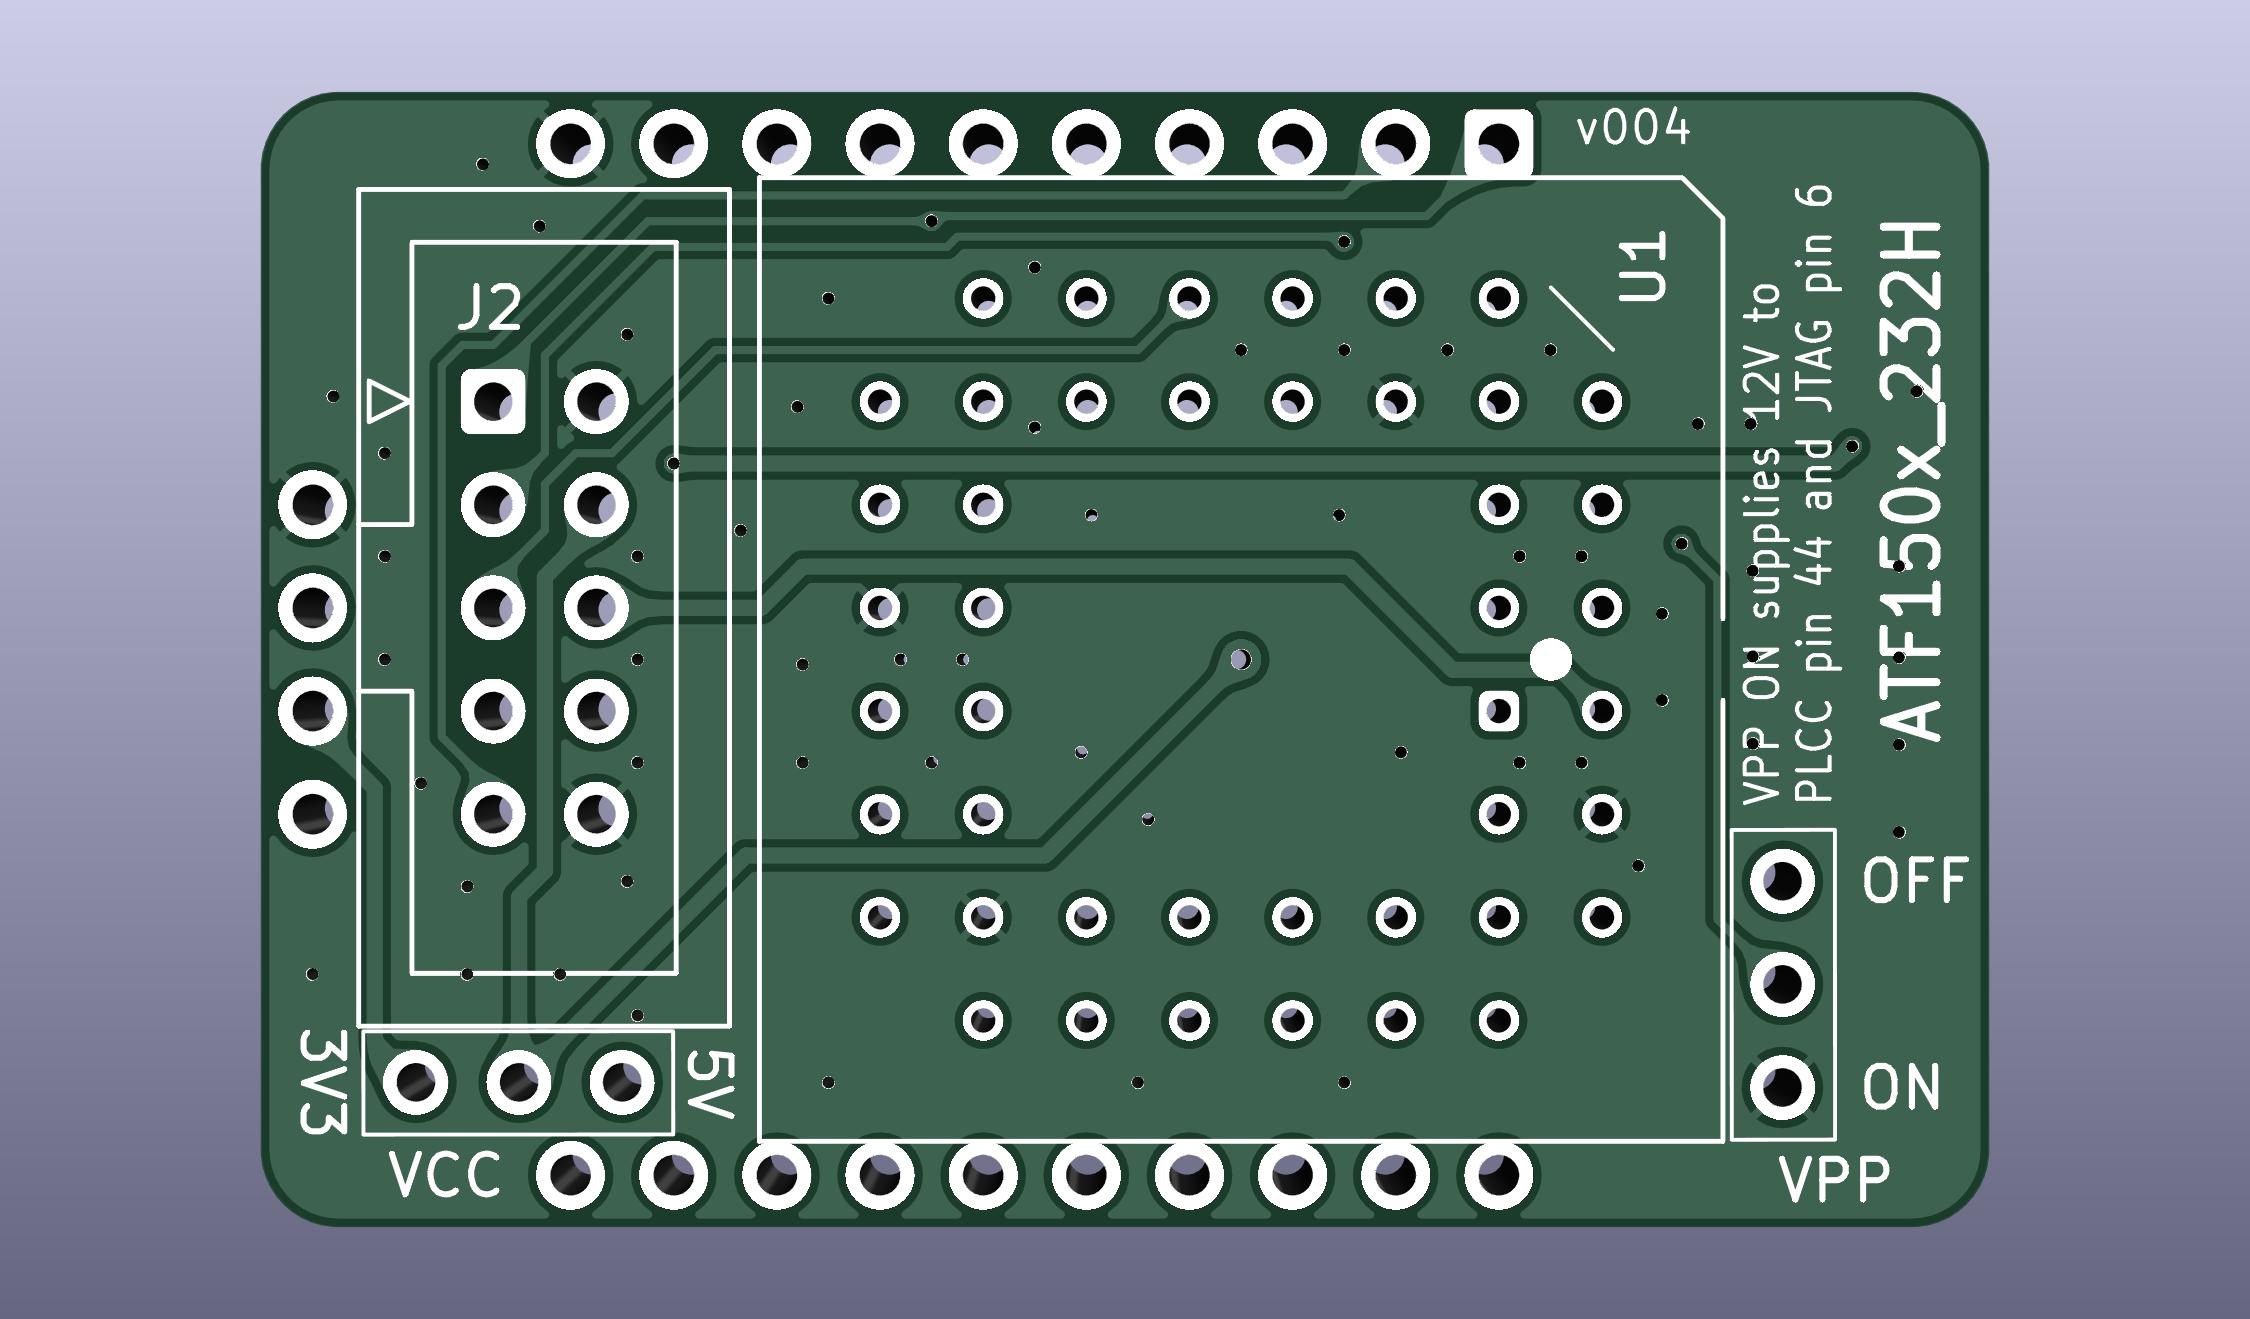 v004
U1
J2
VPP ON supplies 12V to
PLCC pin 44 and JTAG pin 6
ATF150x_232H
OFF
ON
VPP
3V3
5V
VCC